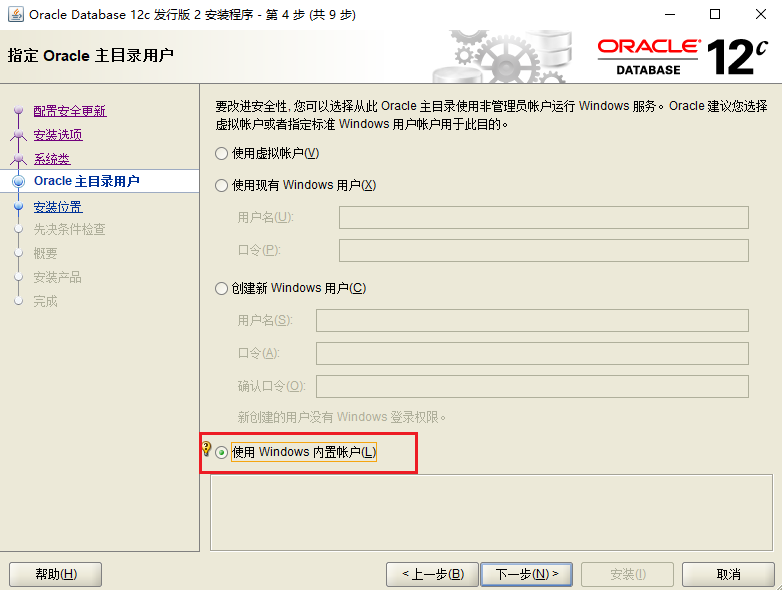 Oracle Database 12c 发行版 2 安装程序 - 第 4 步 (共 9 步)
指定 Oracle 主目录用户
ORACLE
DATABASE
12c
配置安全更新
安装选项
系统类
Oracle 主目录用户
安装位置
先决条件检查
概要
安装产品
完成
要改进安全性, 您可以选择从此 Oracle 主目录使用非管理员帐户运行 Windows 服务。Oracle 建议您选择
虚拟帐户或者指定标准 Windows 用户帐户用于此目的。
使用虚拟帐户(V)
使用现有 Windows 用户(X)
用户名(U):
口令(P):
创建新 Windows 用户(C)
用户名(S):
口令(A):
确认口令(O):
新创建的用户没有 Windows 登录权限。
使用 Windows 内置帐户(L)
帮助(H)
< 上一步(B)
下一步(N) >
安装(I)
取消